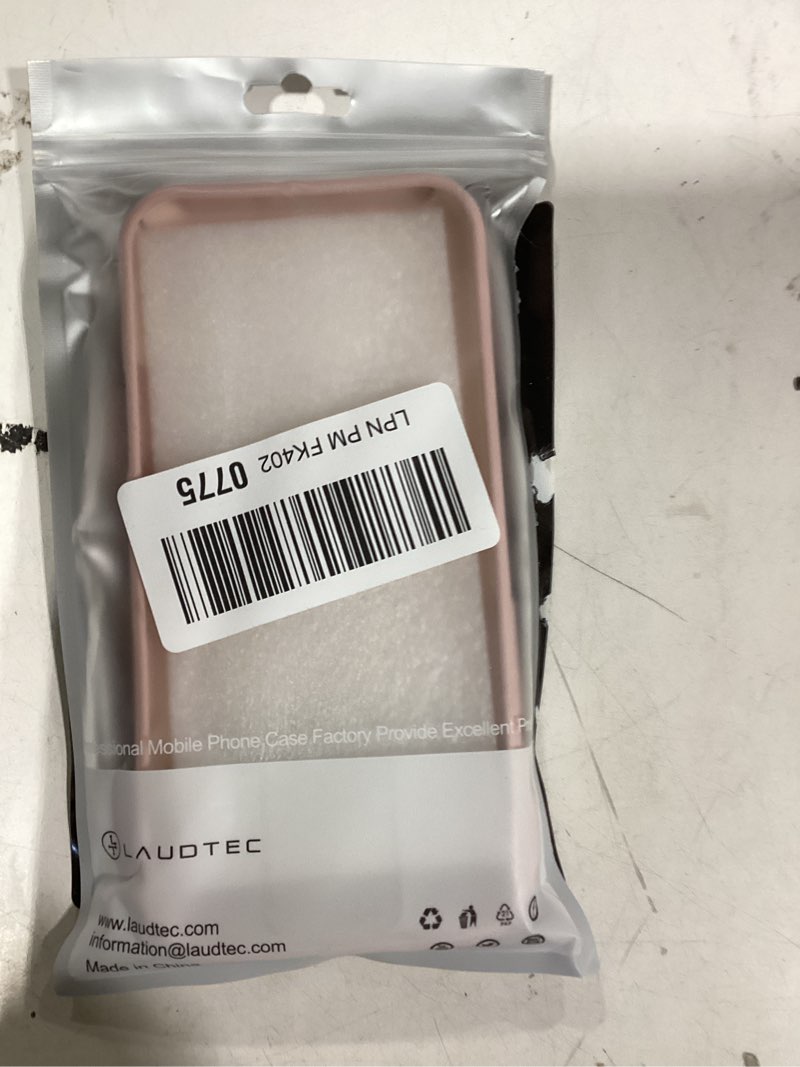 LPN PM FK402 0775
Mobile Phone Case Factory Provide Excellent
LAUDTEC
www.laudtec.com
information@laudtec.com
Made in China